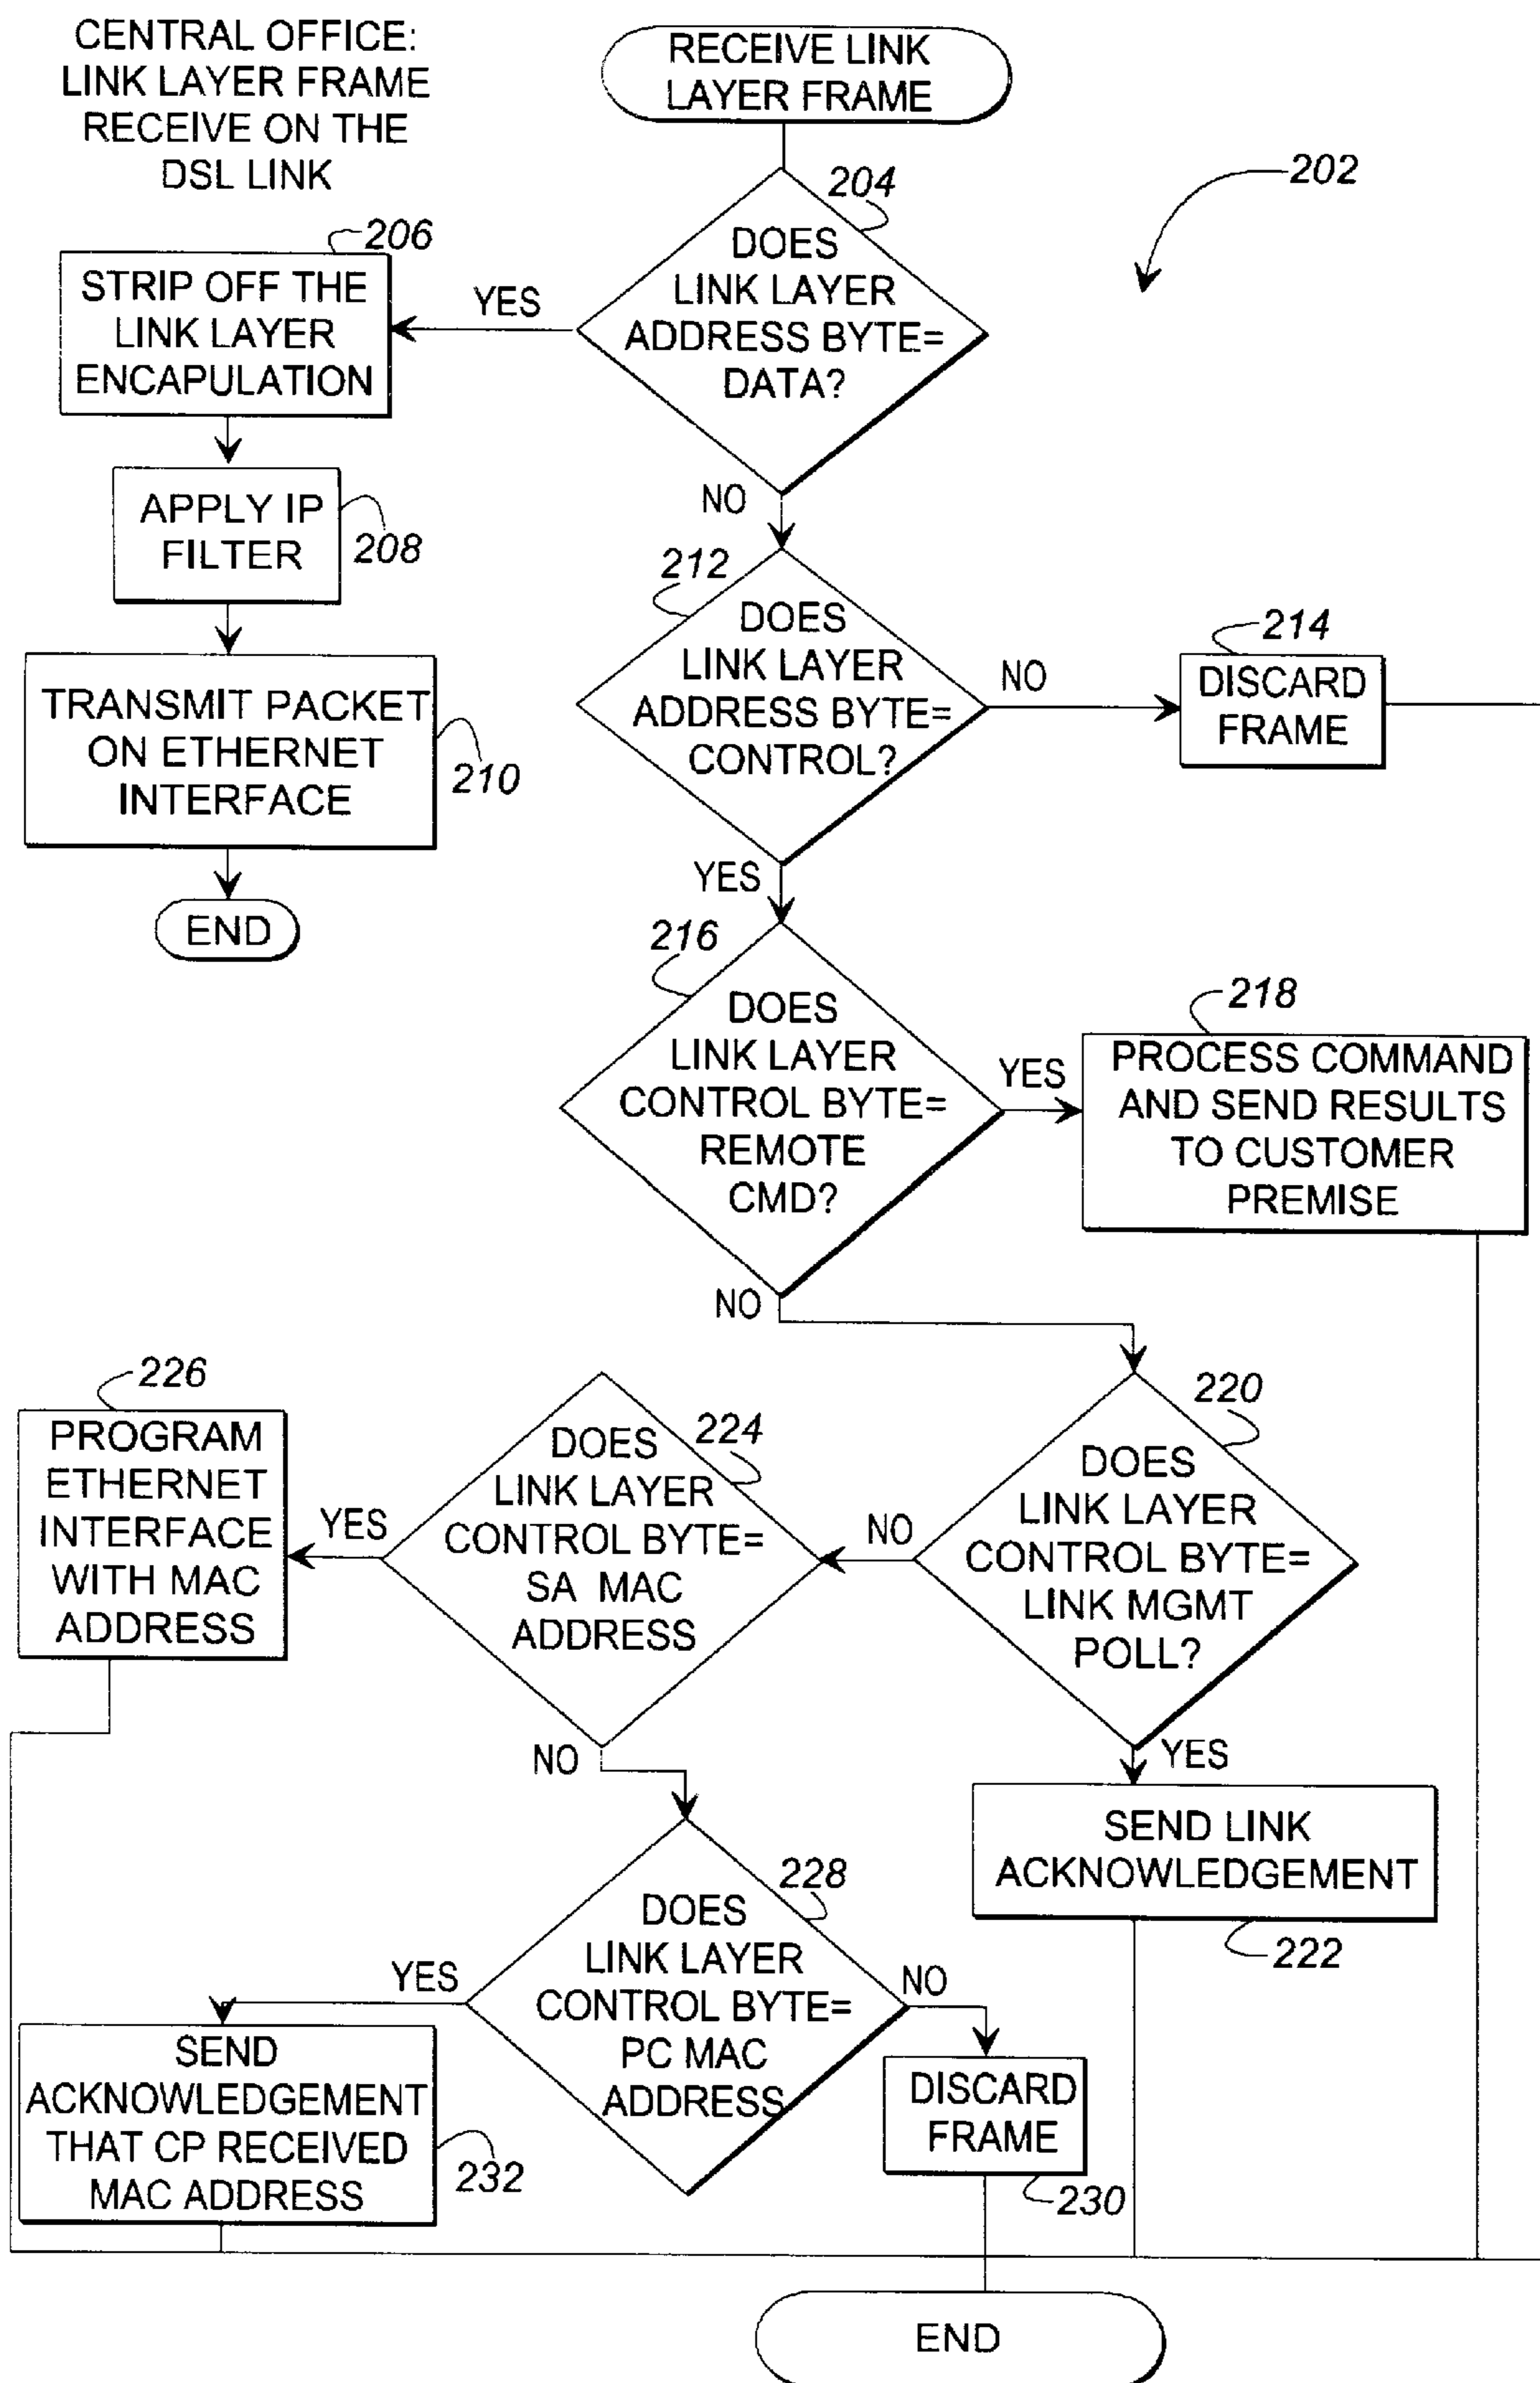 CENTRAL OFFICE:
LINK LAYER FRAME
RECEIVE ON THE
DSL LINK
RECEIVE LINK
LAYER FRAME
202
204
DOES
LINK LAYER
ADDRESS BYTE=
DATA?
YES
NO
206
STRIP OFF THE
LINK LAYER
ENCAPULATION
APPLY IP
FILTER
208
TRANSMIT PACKET
ON ETHERNET
INTERFACE
210
END
212
DOES
LINK LAYER
ADDRESS BYTE=
CONTROL?
NO
YES
214
DISCARD
FRAME
216
DOES
LINK LAYER
CONTROL BYTE=
REMOTE
CMD?
YES
NO
218
PROCESS COMMAND
AND SEND RESULTS
TO CUSTOMER
PREMISE
220
DOES
LINK LAYER
CONTROL BYTE=
LINK MGMT
POLL?
NO
YES
SEND LINK
ACKNOWLEDGEMENT
222
224
DOES
LINK LAYER
CONTROL BYTE=
SA MAC
ADDRESS
YES
NO
226
PROGRAM
ETHERNET
INTERFACE
WITH MAC
ADDRESS
228
DOES
LINK LAYER
CONTROL BYTE=
PC MAC
ADDRESS
YES
NO
DISCARD
FRAME
230
SEND
ACKNOWLEDGEMENT
THAT CP RECEIVED
MAC ADDRESS
232
END